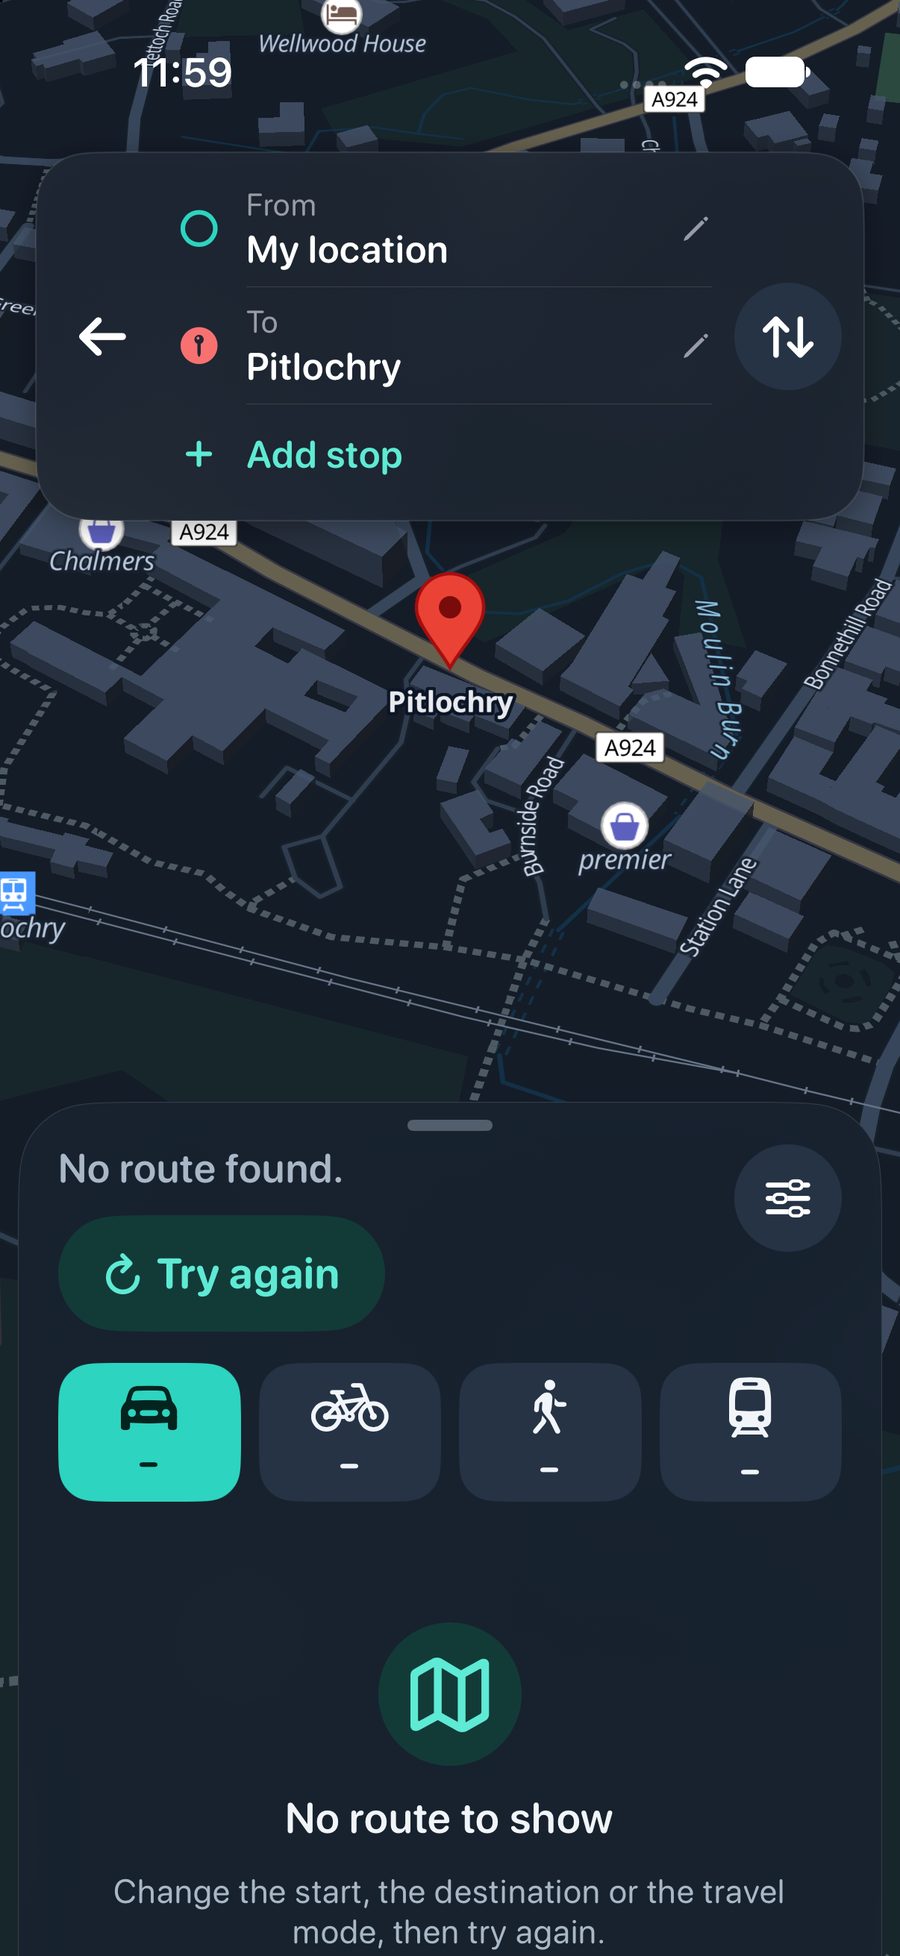 Wellwood House
11:59
A924
From
My location
To
Pitlochry
Add stop
A924
Chalmers
Moulin Burn
Bonnethill Road
Pitlochry
A924
Burnside Road
premier
Station Lane
ochry
No route found.
Try again
–
–
–
–
No route to show
Change the start, the destination or the travel
mode, then try again.